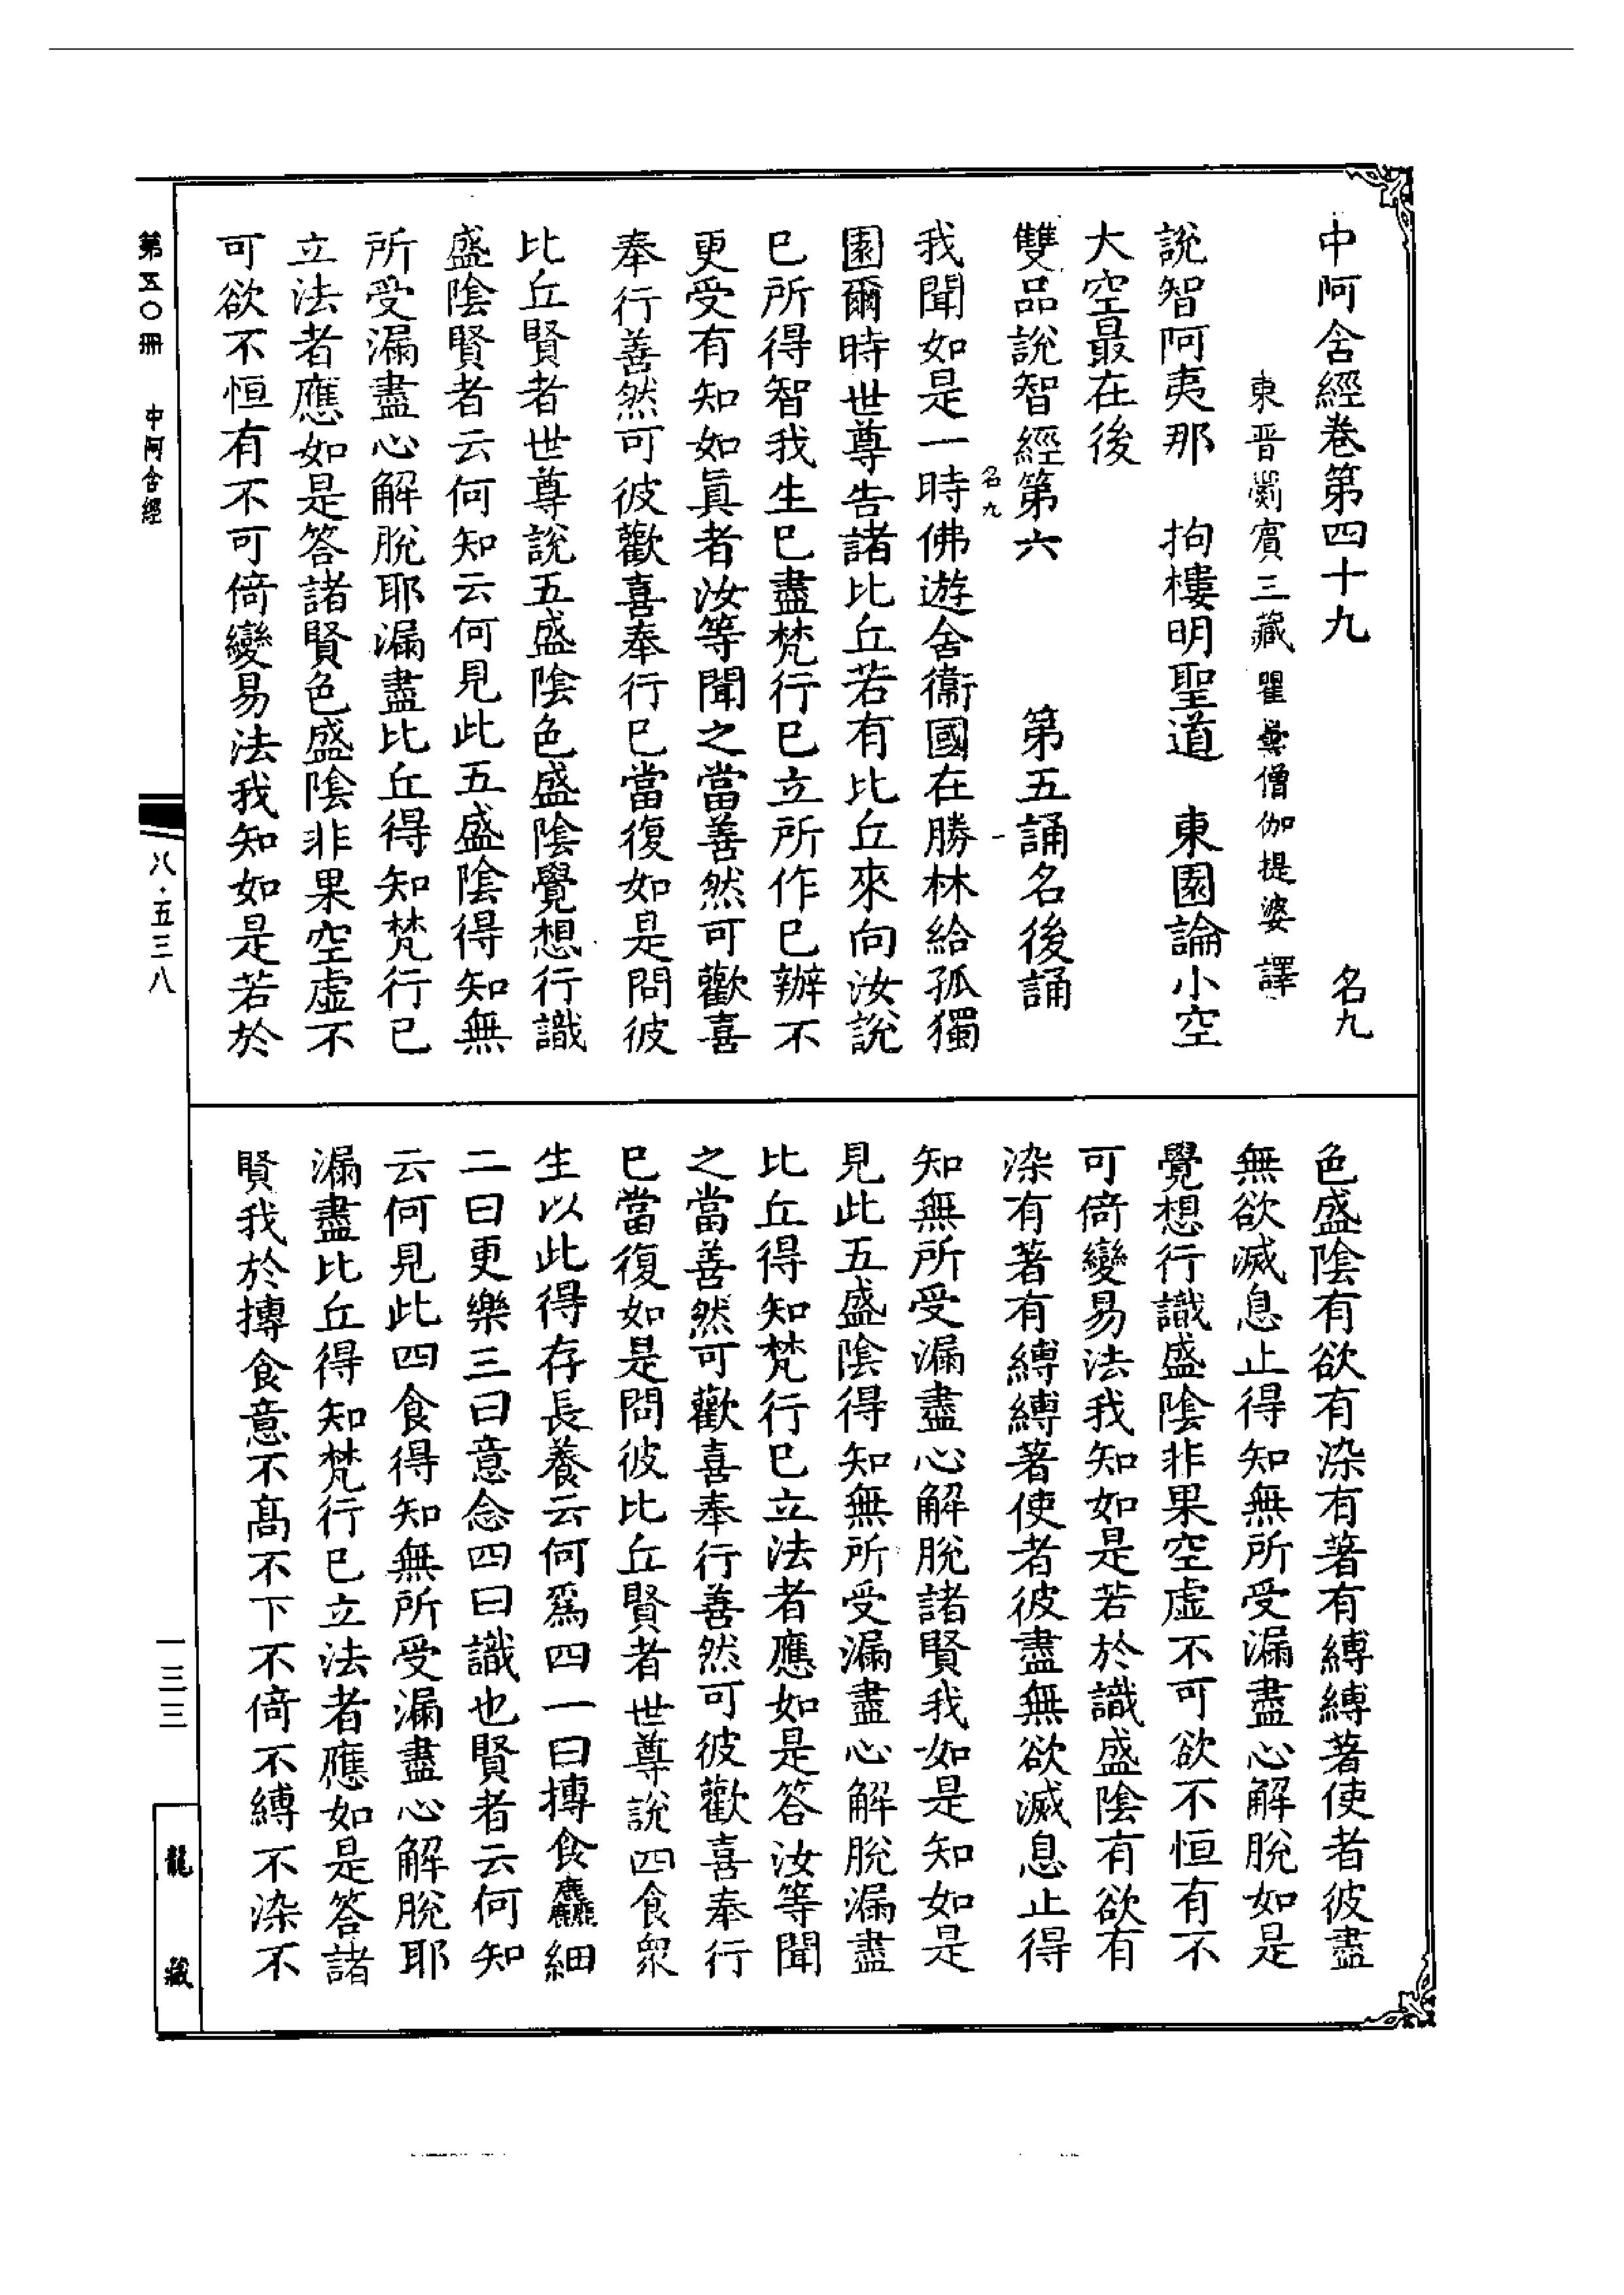 中阿含經卷第四十九　名九
東晉罽賓三藏瞿曇僧伽提婆譯
說智阿夷那　拘樓明聖道　東園論小空
大空最在後
雙品說智經第六　第五誦名後誦
名九
我聞如是一時佛遊舍衞國在勝林給孤獨
園爾時世尊告諸比丘若有比丘來向汝說
已所得智我生已盡梵行已立所作已辦不
更受有知如眞者汝等聞之當善然可歡喜
奉行善然可彼歡喜奉行已當復如是問彼
比丘賢者世尊說五盛陰色盛陰覺想行識
盛陰賢者云何知云何見此五盛陰得知無
所受漏盡心解脫耶漏盡比丘得知梵行已
立法者應如是答諸賢色盛陰非果空虛不
可欲不恒有不可倚變易法我知如是若於
色盛陰有欲有染有著有縛縛著使者彼盡
無欲滅息止得知無所受漏盡心解脫如是
覺想行識盛陰非果空虛不可欲不恒有不
可倚變易法我知如是若於識盛陰有欲有
染有著有縛縛著使者彼盡無欲滅息止得
知無所受漏盡心解脫諸賢我如是知如是
見此五盛陰得知無所受漏盡心解脫漏盡
比丘得知梵行已立法者應如是答汝等聞
之當善然可歡喜奉行善然可彼歡喜奉行
已當復如是問彼比丘賢者世尊說四食衆
生以此得存長養云何爲四一曰摶食麤細
二曰更樂三曰意念四曰識也賢者云何知
云何見此四食得知無所受漏盡心解脫耶
漏盡比丘得知梵行已立法者應如是答諸
賢我於摶食意不高不下不倚不縛不染不
第五〇冊　中阿含經
八·五三八
一三三
龍藏